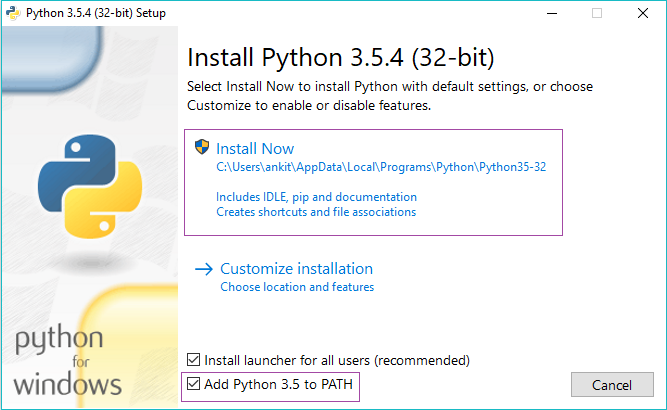 Python 3.5.4 (32-bit) Setup
Install Python 3.5.4 (32-bit)
Select Install Now to install Python with default settings, or choose
Customize to enable or disable features.
Install Now
C:\Users\ankit\AppData\Local\Programs\Python\Python35-32
Includes IDLE, pip and documentation
Creates shortcuts and file associations
Customize installation
Choose location and features
python
for
windows
Install launcher for all users (recommended)
Add Python 3.5 to PATH
Cancel